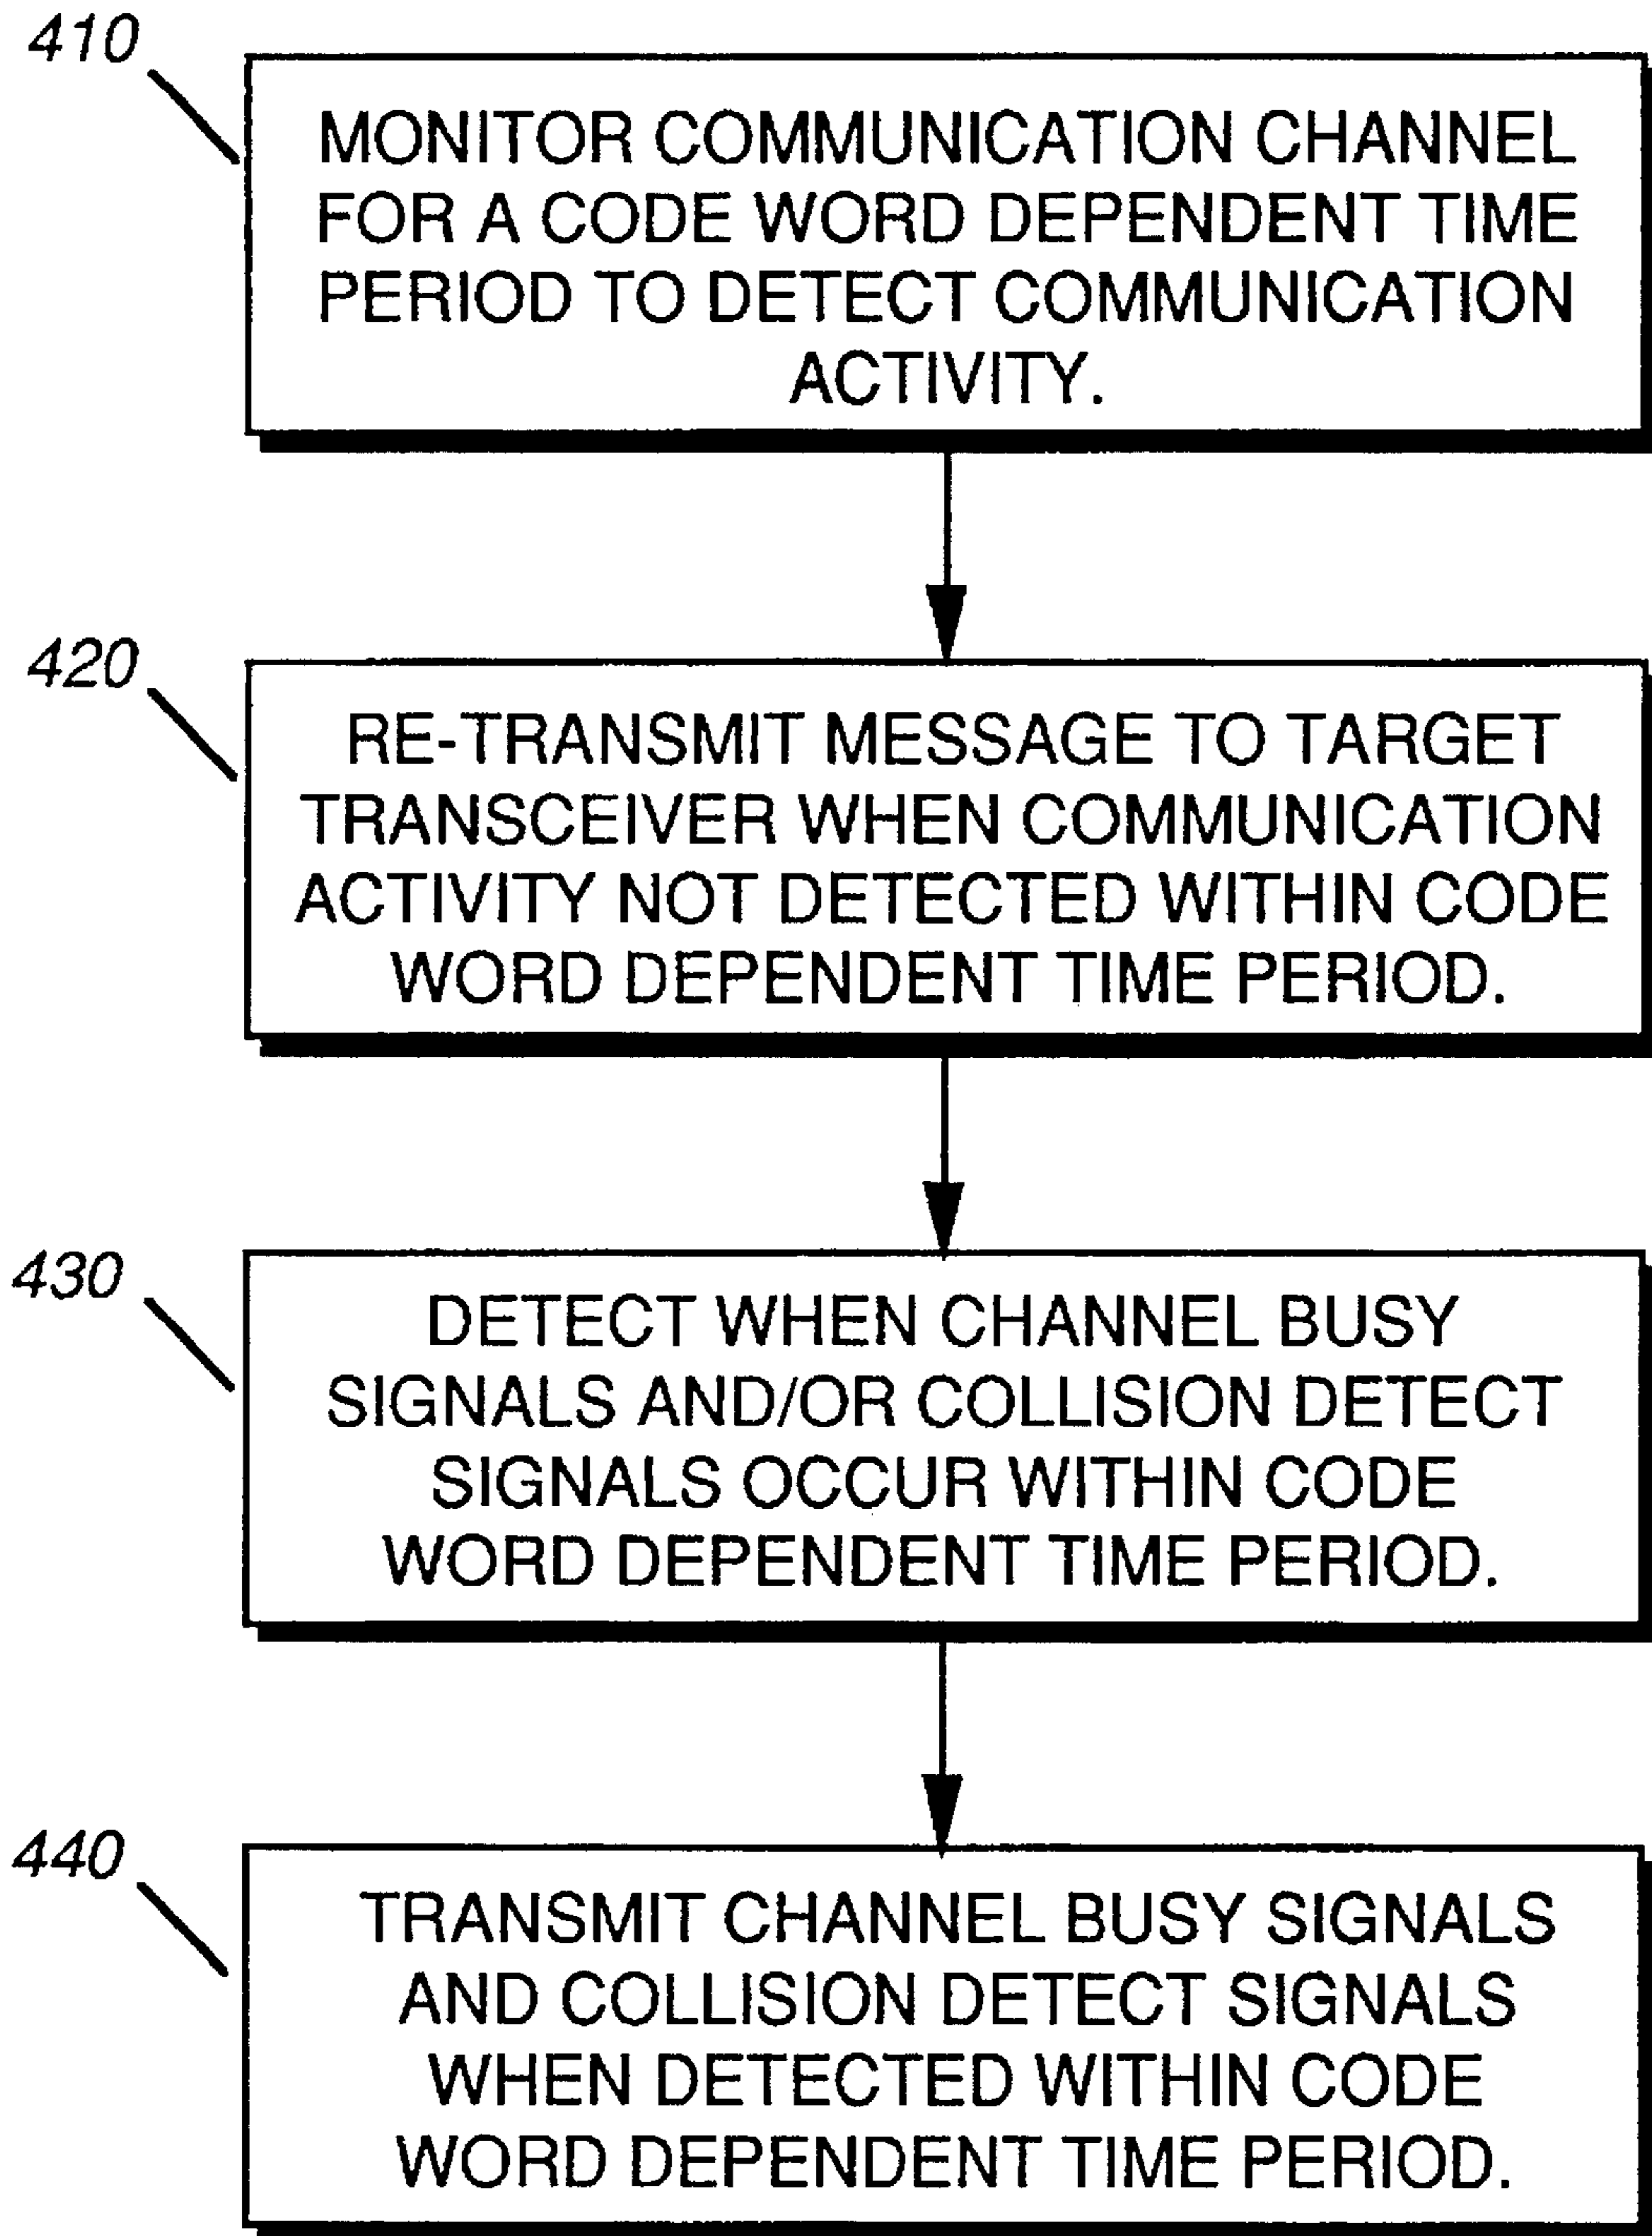 410
MONITOR COMMUNICATION CHANNEL
FOR A CODE WORD DEPENDENT TIME
PERIOD TO DETECT COMMUNICATION
ACTIVITY.
420
RE-TRANSMIT MESSAGE TO TARGET
TRANSCEIVER WHEN COMMUNICATION
ACTIVITY NOT DETECTED WITHIN CODE
WORD DEPENDENT TIME PERIOD.
430
DETECT WHEN CHANNEL BUSY
SIGNALS AND/OR COLLISION DETECT
SIGNALS OCCUR WITHIN CODE
WORD DEPENDENT TIME PERIOD.
440
TRANSMIT CHANNEL BUSY SIGNALS
AND COLLISION DETECT SIGNALS
WHEN DETECTED WITHIN CODE
WORD DEPENDENT TIME PERIOD.